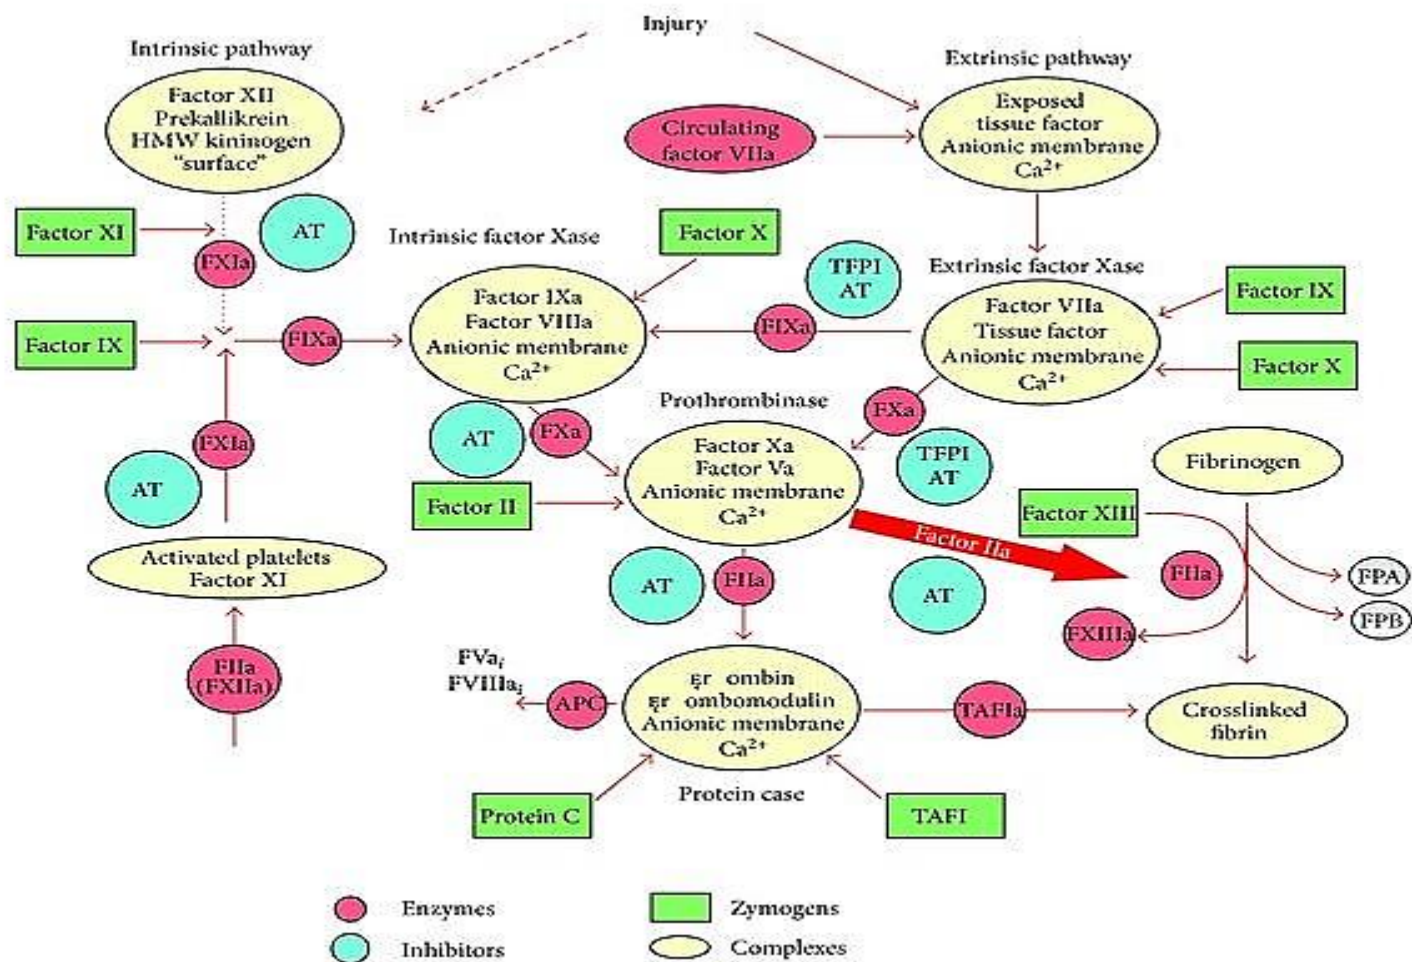 Injury
Intrinsic pathway
Extrinsic pathway
Factor XII
Prekallikrein
HMW kininogen
"surface"
Circulating
factor VIIa
Exposed
tissue factor
Anionic membrane
Ca²⁺
Factor XI
AT
FXIa
Intrinsic factor Xase
Factor X
TFPI
AT
Extrinsic factor Xase
Factor IX
Factor IX
FIXa
Factor IXa
Factor VIIIa
Anionic membrane
Ca²⁺
FIXa
Factor VIIa
Tissue factor
Anionic membrane
Ca²⁺
Factor X
FXIa
AT
AT
FXa
Prothrombinase
FXa
Factor II
Factor Xa
Factor Va
Anionic membrane
Ca²⁺
TFPI
AT
Fibrinogen
Factor XIII
Factor IIa
Activated platelets
Factor XI
AT
FIIa
AT
FIIa
FPA
FPB
FXIIIa
FIIa
(FXIIa)
FVaᵢ
FVIIIaᵢ
APC
ombin
ombomodulin
Anionic membrane
Ca²⁺
TAFIa
Crosslinked
fibrin
Protein C
Protein case
TAFI
Enzymes
Zymogens
Inhibitors
Complexes